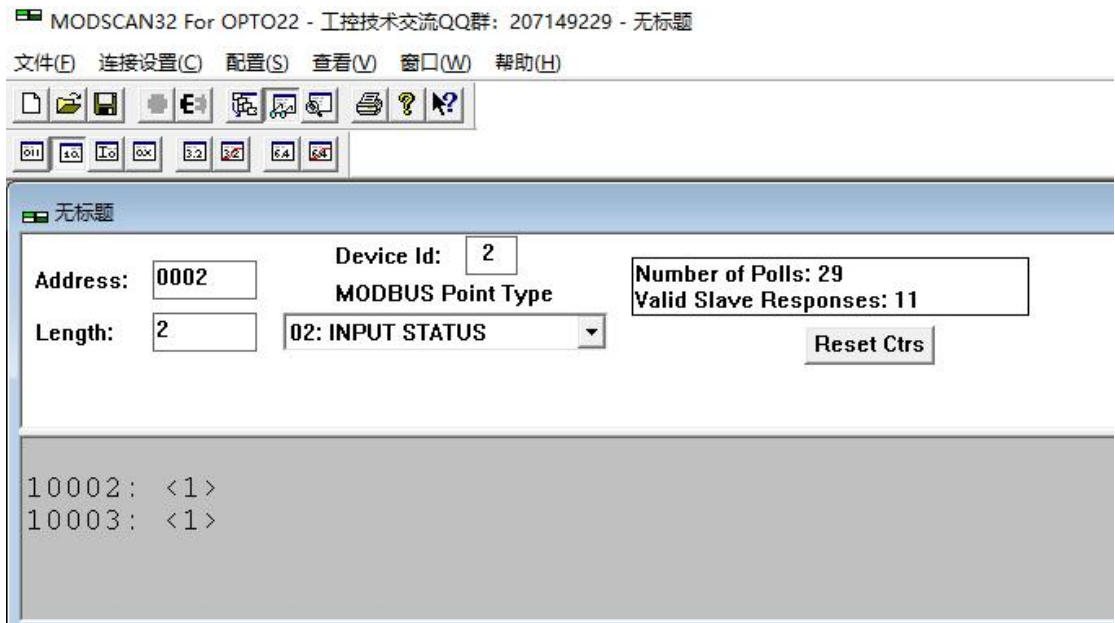 MODSCAN32 For OPTO22 - 工控技术交流QQ群：207149229 - 无标题
文件(F) 连接设置(C) 配置(S) 查看(V) 窗口(W) 帮助(H)
无标题
Address: 0002
Device Id: 2
MODBUS Point Type
Length: 2
02: INPUT STATUS
Number of Polls: 29
Valid Slave Responses: 11
Reset Ctrs
10002: <1>
10003: <1>